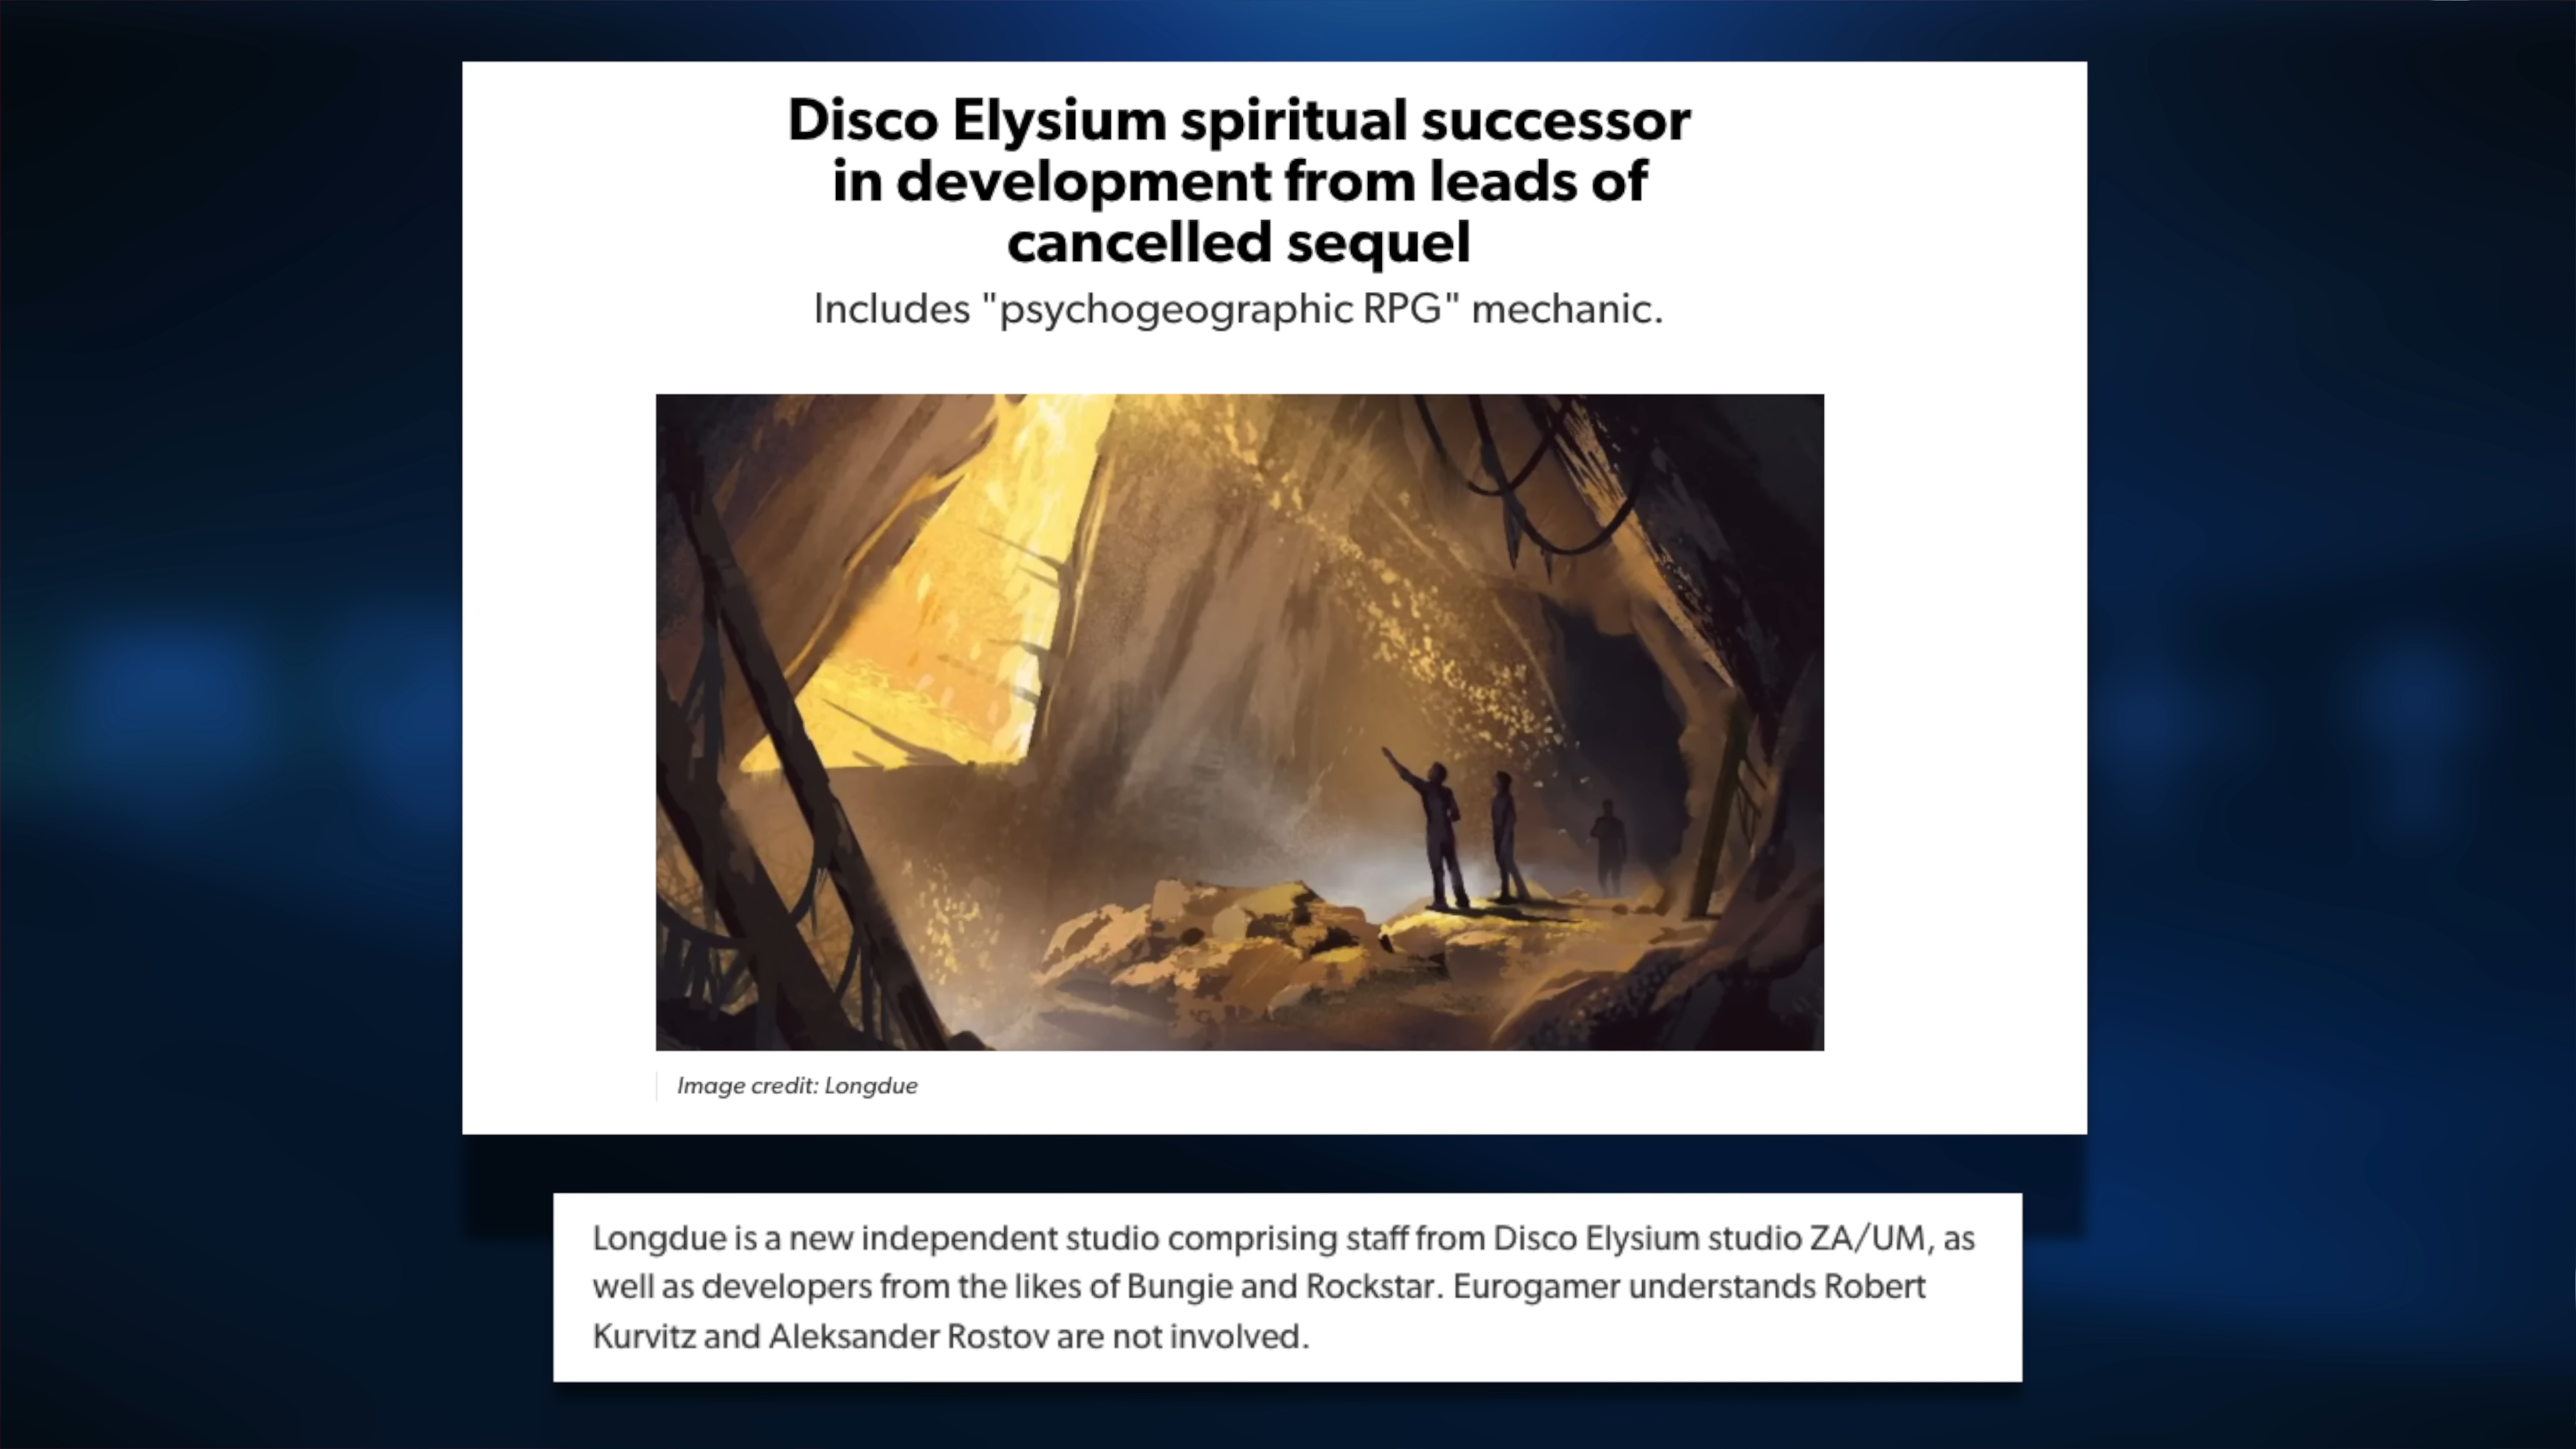 Disco Elysium spiritual successor
in development from leads of
cancelled sequel
Includes "psychogeographic RPG" mechanic.
Image credit: Longdue
Longdue is a new independent studio comprising staff from Disco Elysium studio ZA/UM, as
well as developers from the likes of Bungie and Rockstar. Eurogamer understands Robert
Kurvitz and Aleksander Rostov are not involved.